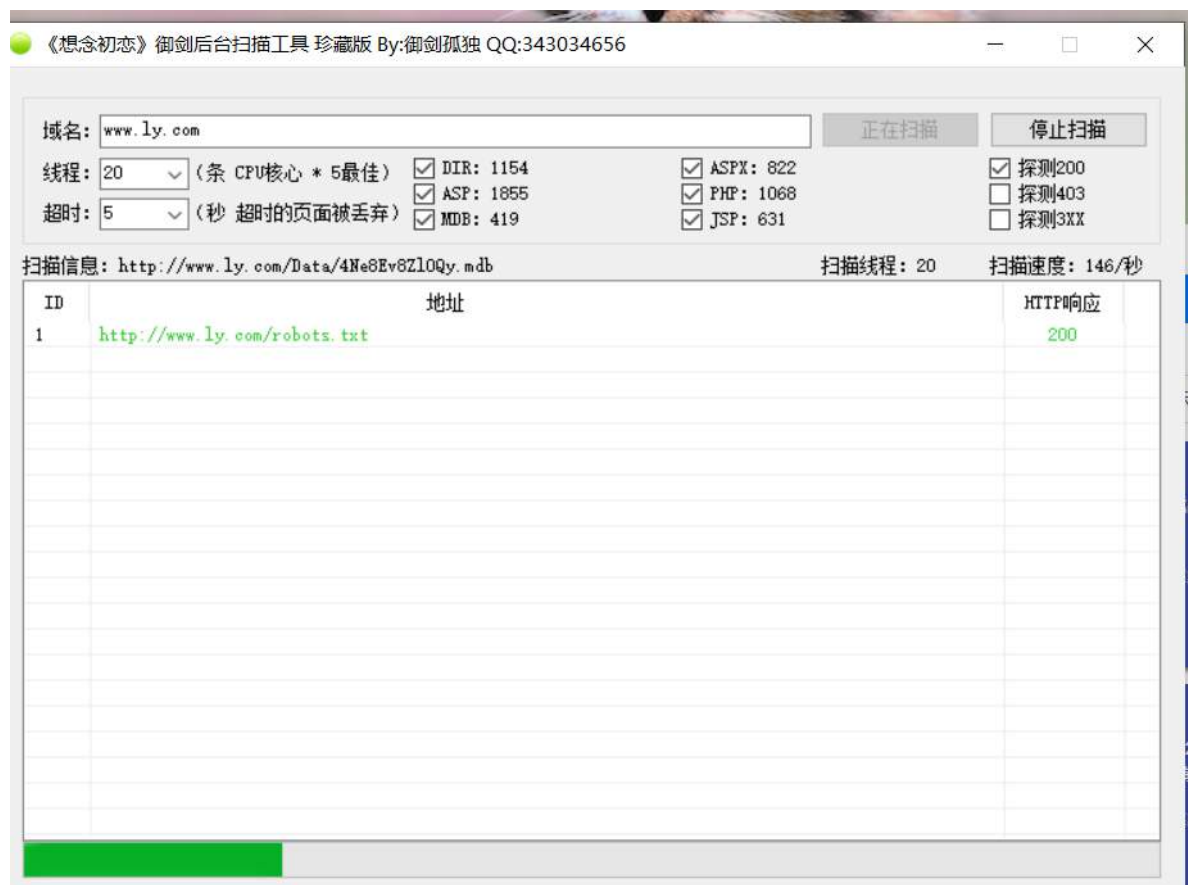 《想念初恋》御剑后台扫描工具 珍藏版 By:御剑孤独 QQ:343034656
域名: www.ly.com 正在扫描 停止扫描
线程: 20 (条 CPU核心 * 5最佳) DIR: 1154 ASPX: 822 探测200
ASP: 1855 PHP: 1068 探测403
超时: 5 (秒 超时的页面被丢弃) MDB: 419 JSP: 631 探测3XX
扫描信息: http://www.ly.com/Data/4Ne8Ev8ZlOQy.mdb 扫描线程: 20 扫描速度: 146/秒
ID 地址 HTTP响应
1 http://www.ly.com/robots.txt 200